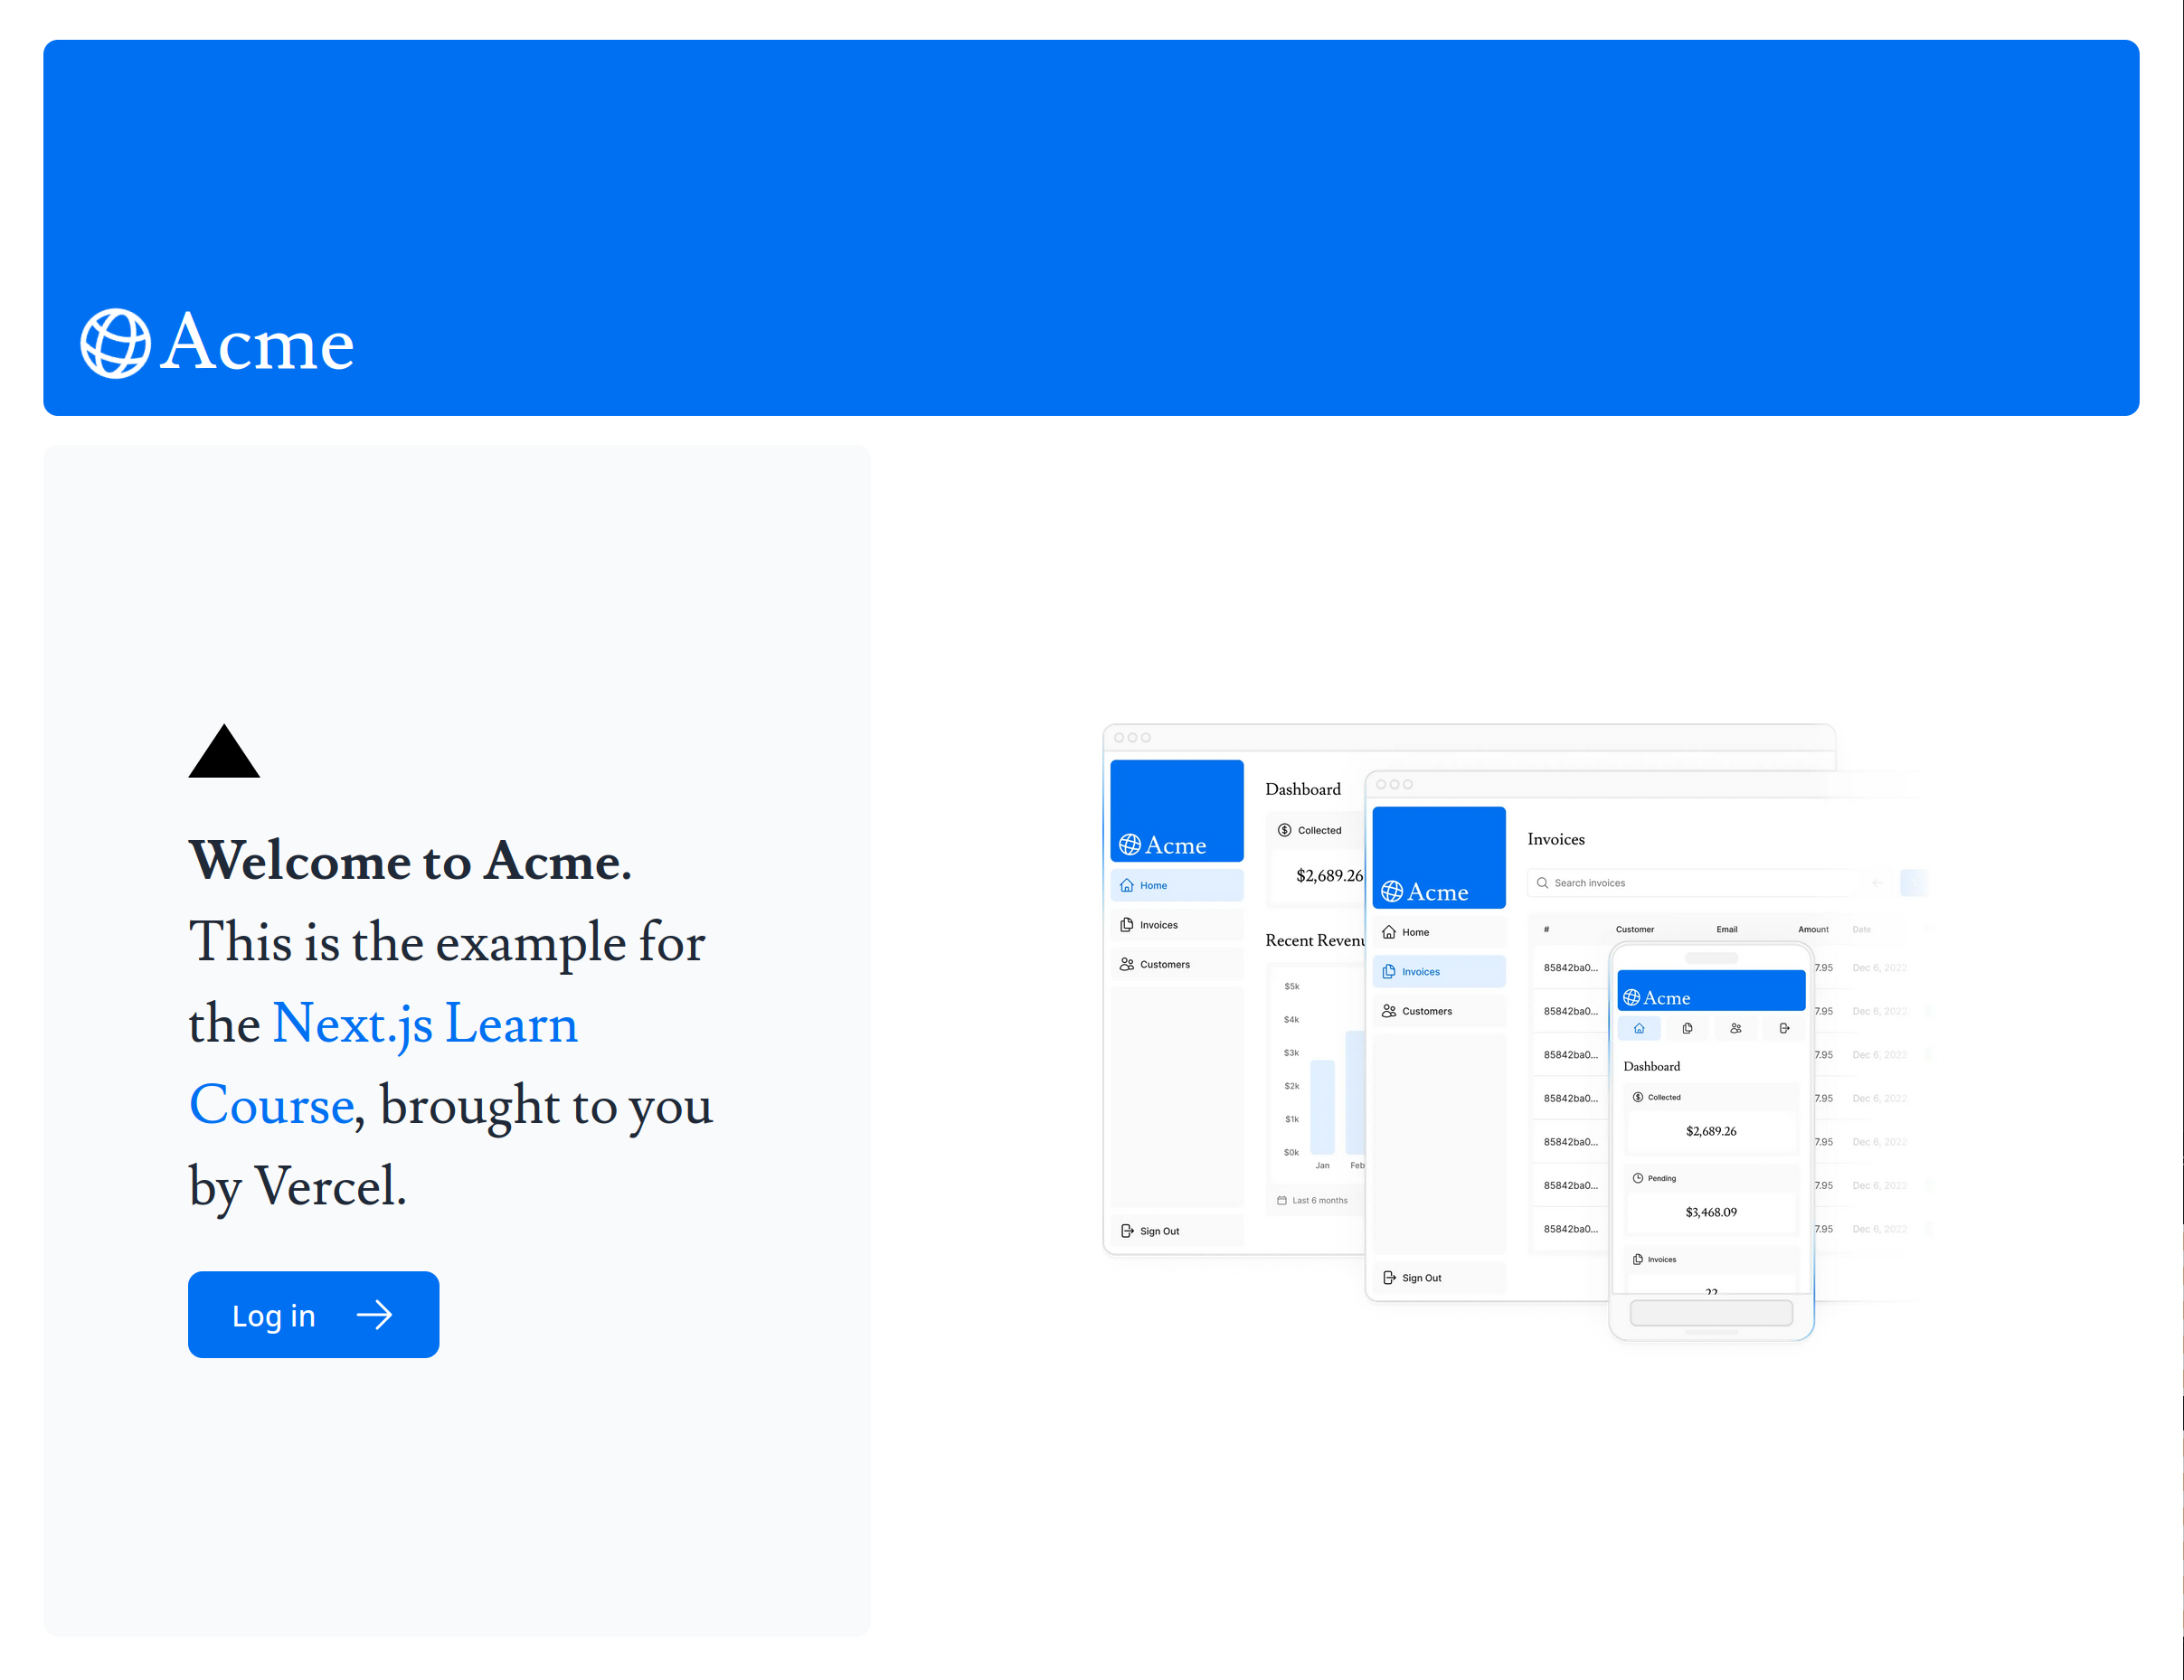 Acme
Welcome to Acme.
This is the example for
the Next.js Learn
Course, brought to you
by Vercel.
Log in
Acme
Home
Invoices
Customers
Sign Out
Dashboard
Collected
$2,689.26
Recent
$5k
$4k
$3k
$2k
$1k
$0k
Jan
Feb
Last 6 months
Acme
Home
Invoices
Customers
Sign Out
Invoices
Search invoices
# Customer Email Amount Date
85842ba0... 7.95 Dec 6, 2022
85842ba0... 7.95 Dec 6, 2022
85842ba0... 7.95 Dec 6, 2022
85842ba0... 7.95 Dec 6, 2022
85842ba0... 7.95 Dec 6, 2022
85842ba0... 7.95 Dec 6, 2022
85842ba0... 7.95 Dec 6, 2022
Acme
Dashboard
Collected
$2,689.26
Pending
$3,468.09
Invoices
22